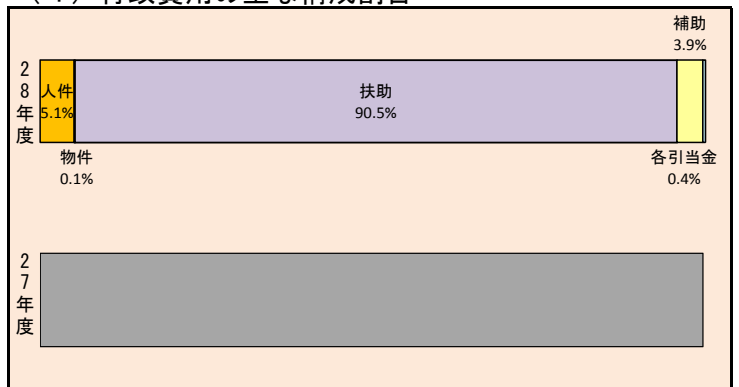 補助
3.9%
28年度
人件
5.1%
扶助
90.5%
物件
0.1%
各引当金
0.4%
27年度